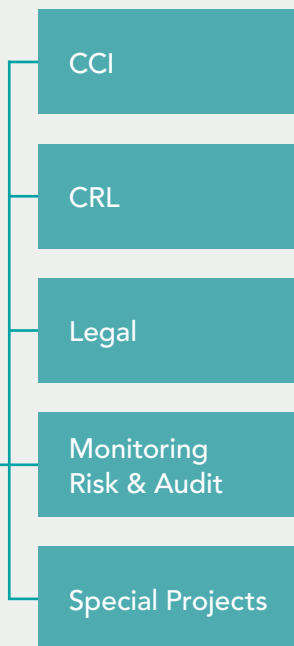 CCI
CRL
Legal
Monitoring
Risk & Audit
Special Projects